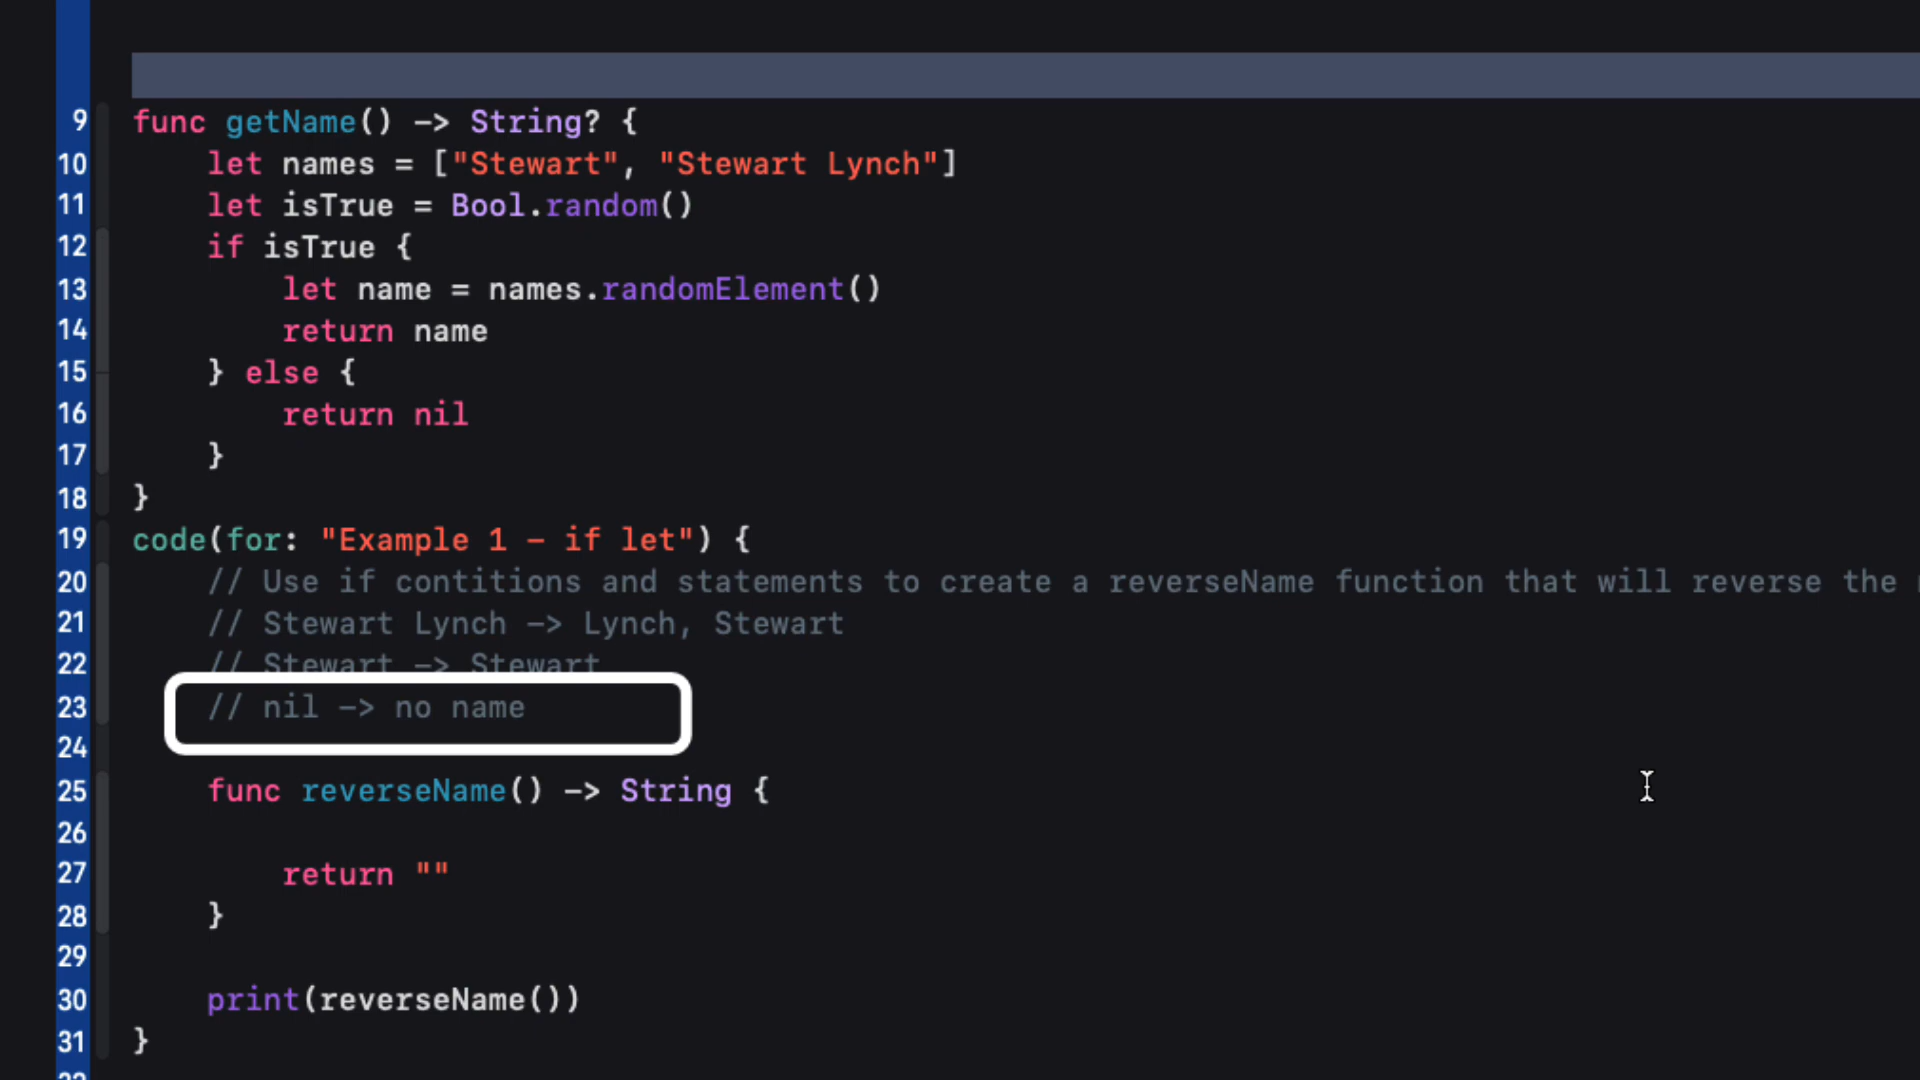 9 func getName() -> String? {
10 let names = ["Stewart", "Stewart Lynch"]
11 let isTrue = Bool.random()
12 if isTrue {
13 let name = names.randomElement()
14 return name
15 } else {
16 return nil
17 }
18 }
19 code(for: "Example 1 - if let") {
20 // Use if contitions and statements to create a reverseName function that will reverse the
21 // Stewart Lynch -> Lynch, Stewart
22 // Stewart -> Stewart
23 // nil -> no name
24
25 func reverseName() -> String {
26
27 return ""
28 }
29
30 print(reverseName())
31 }